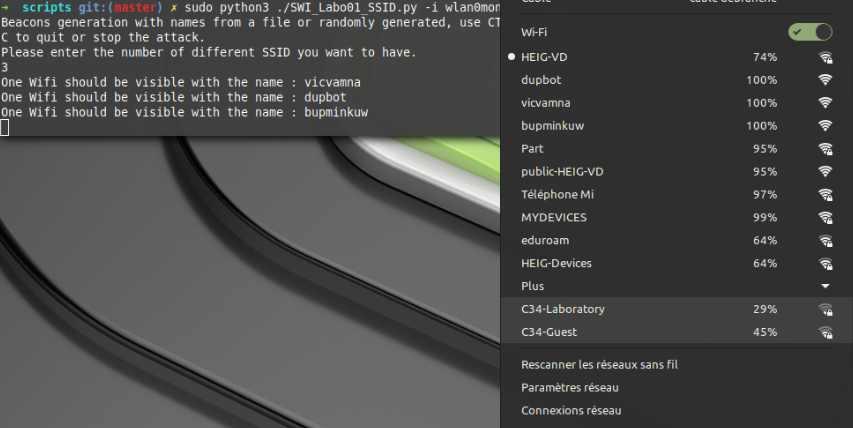 ➜ scripts git:(master) ✗ sudo python3 ./SWI_Labo01_SSID.py -i wlan0mon
Beacons generation with names from a file or randomly generated, use CT
C to quit or stop the attack.
Please enter the number of different SSID you want to have.
3
One Wifi should be visible with the name : vicvamna
One Wifi should be visible with the name : dupbot
One Wifi should be visible with the name : bupminkuw
Wi-Fi
HEIG-VD 74%
dupbot 100%
vicvamna 100%
bupminkuw 100%
Part 95%
public-HEIG-VD 95%
Téléphone Mi 97%
MYDEVICES 99%
eduroam 64%
HEIG-Devices 64%
Plus
C34-Laboratory 29%
C34-Guest 45%
Rescanner les réseaux sans fil
Paramètres réseau
Connexions réseau